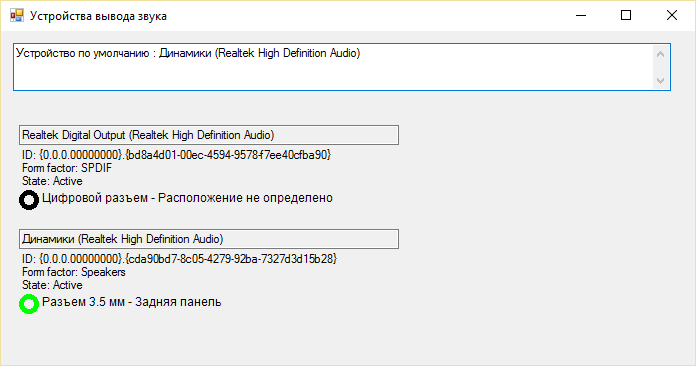 Устройства вывода звука
Устройство по умолчанию : Динамики (Realtek High Definition Audio)
Realtek Digital Output (Realtek High Definition Audio)
ID: {0.0.0.00000000}.{bd8a4d01-00ec-4594-9578-f7ee40cfba90}
Form factor: SPDIF
State: Active
Цифровой разъем - Расположение не определено
Динамики (Realtek High Definition Audio)
ID: {0.0.0.00000000}.{cda90bd7-8c05-4279-92ba-7327d3d15b28}
Form factor: Speakers
State: Active
Разъем 3.5 мм - Задняя панель